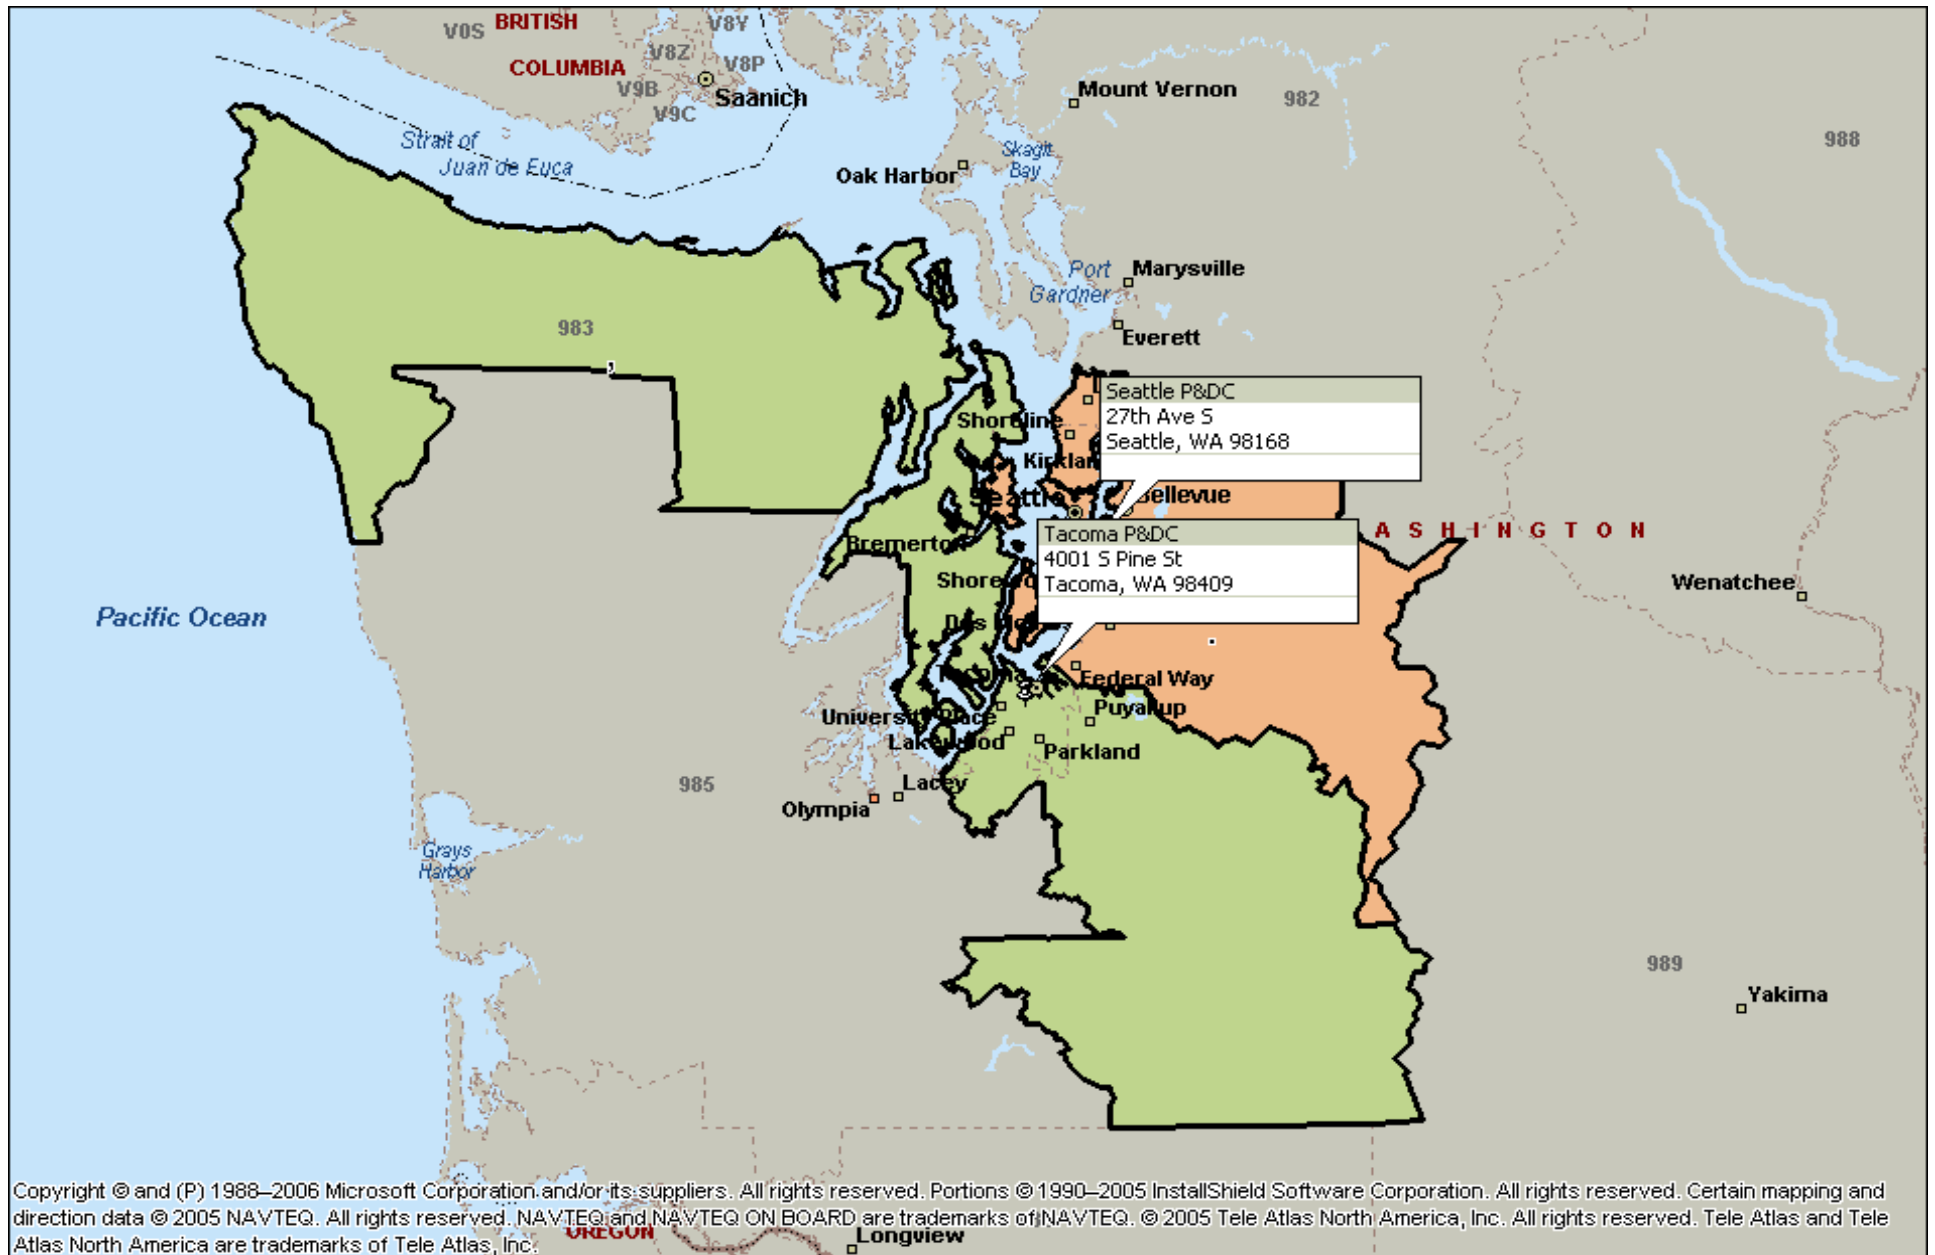 V0S
BRITISH
V8Y
COLUMBIA
V8Z
V8P
V9B
Saanich
V9C
Mount Vernon
982
988
Strait of
Juan de Fuca
Skagit
Bay
Oak Harbor
Port
Gardner
Marysville
983
Everett
Seattle P&DC
27th Ave S
Seattle, WA 98168
Shoreline
Seattle
Bellevue
Tacoma P&DC
4001 S Pine St
Tacoma, WA 98409
A S H I N G T O N
Bremerton
Wenatchee
Pacific Ocean
Federal Way
Puyallup
University Place
Lakewood
Parkland
985
Lacey
Olympia
Grays
Harbor
989
Yakima
Copyright © and (P) 1988–2006 Microsoft Corporation and/or its suppliers. All rights reserved. Portions © 1990–2005 InstallShield Software Corporation. All rights reserved. Certain mapping and
direction data © 2005 NAVTEQ. All rights reserved. NAVTEQ and NAVTEQ ON BOARD are trademarks of NAVTEQ. © 2005 Tele Atlas North America, Inc. All rights reserved. Tele Atlas and Tele
Atlas North America are trademarks of Tele Atlas, Inc.
OREGON
Longview